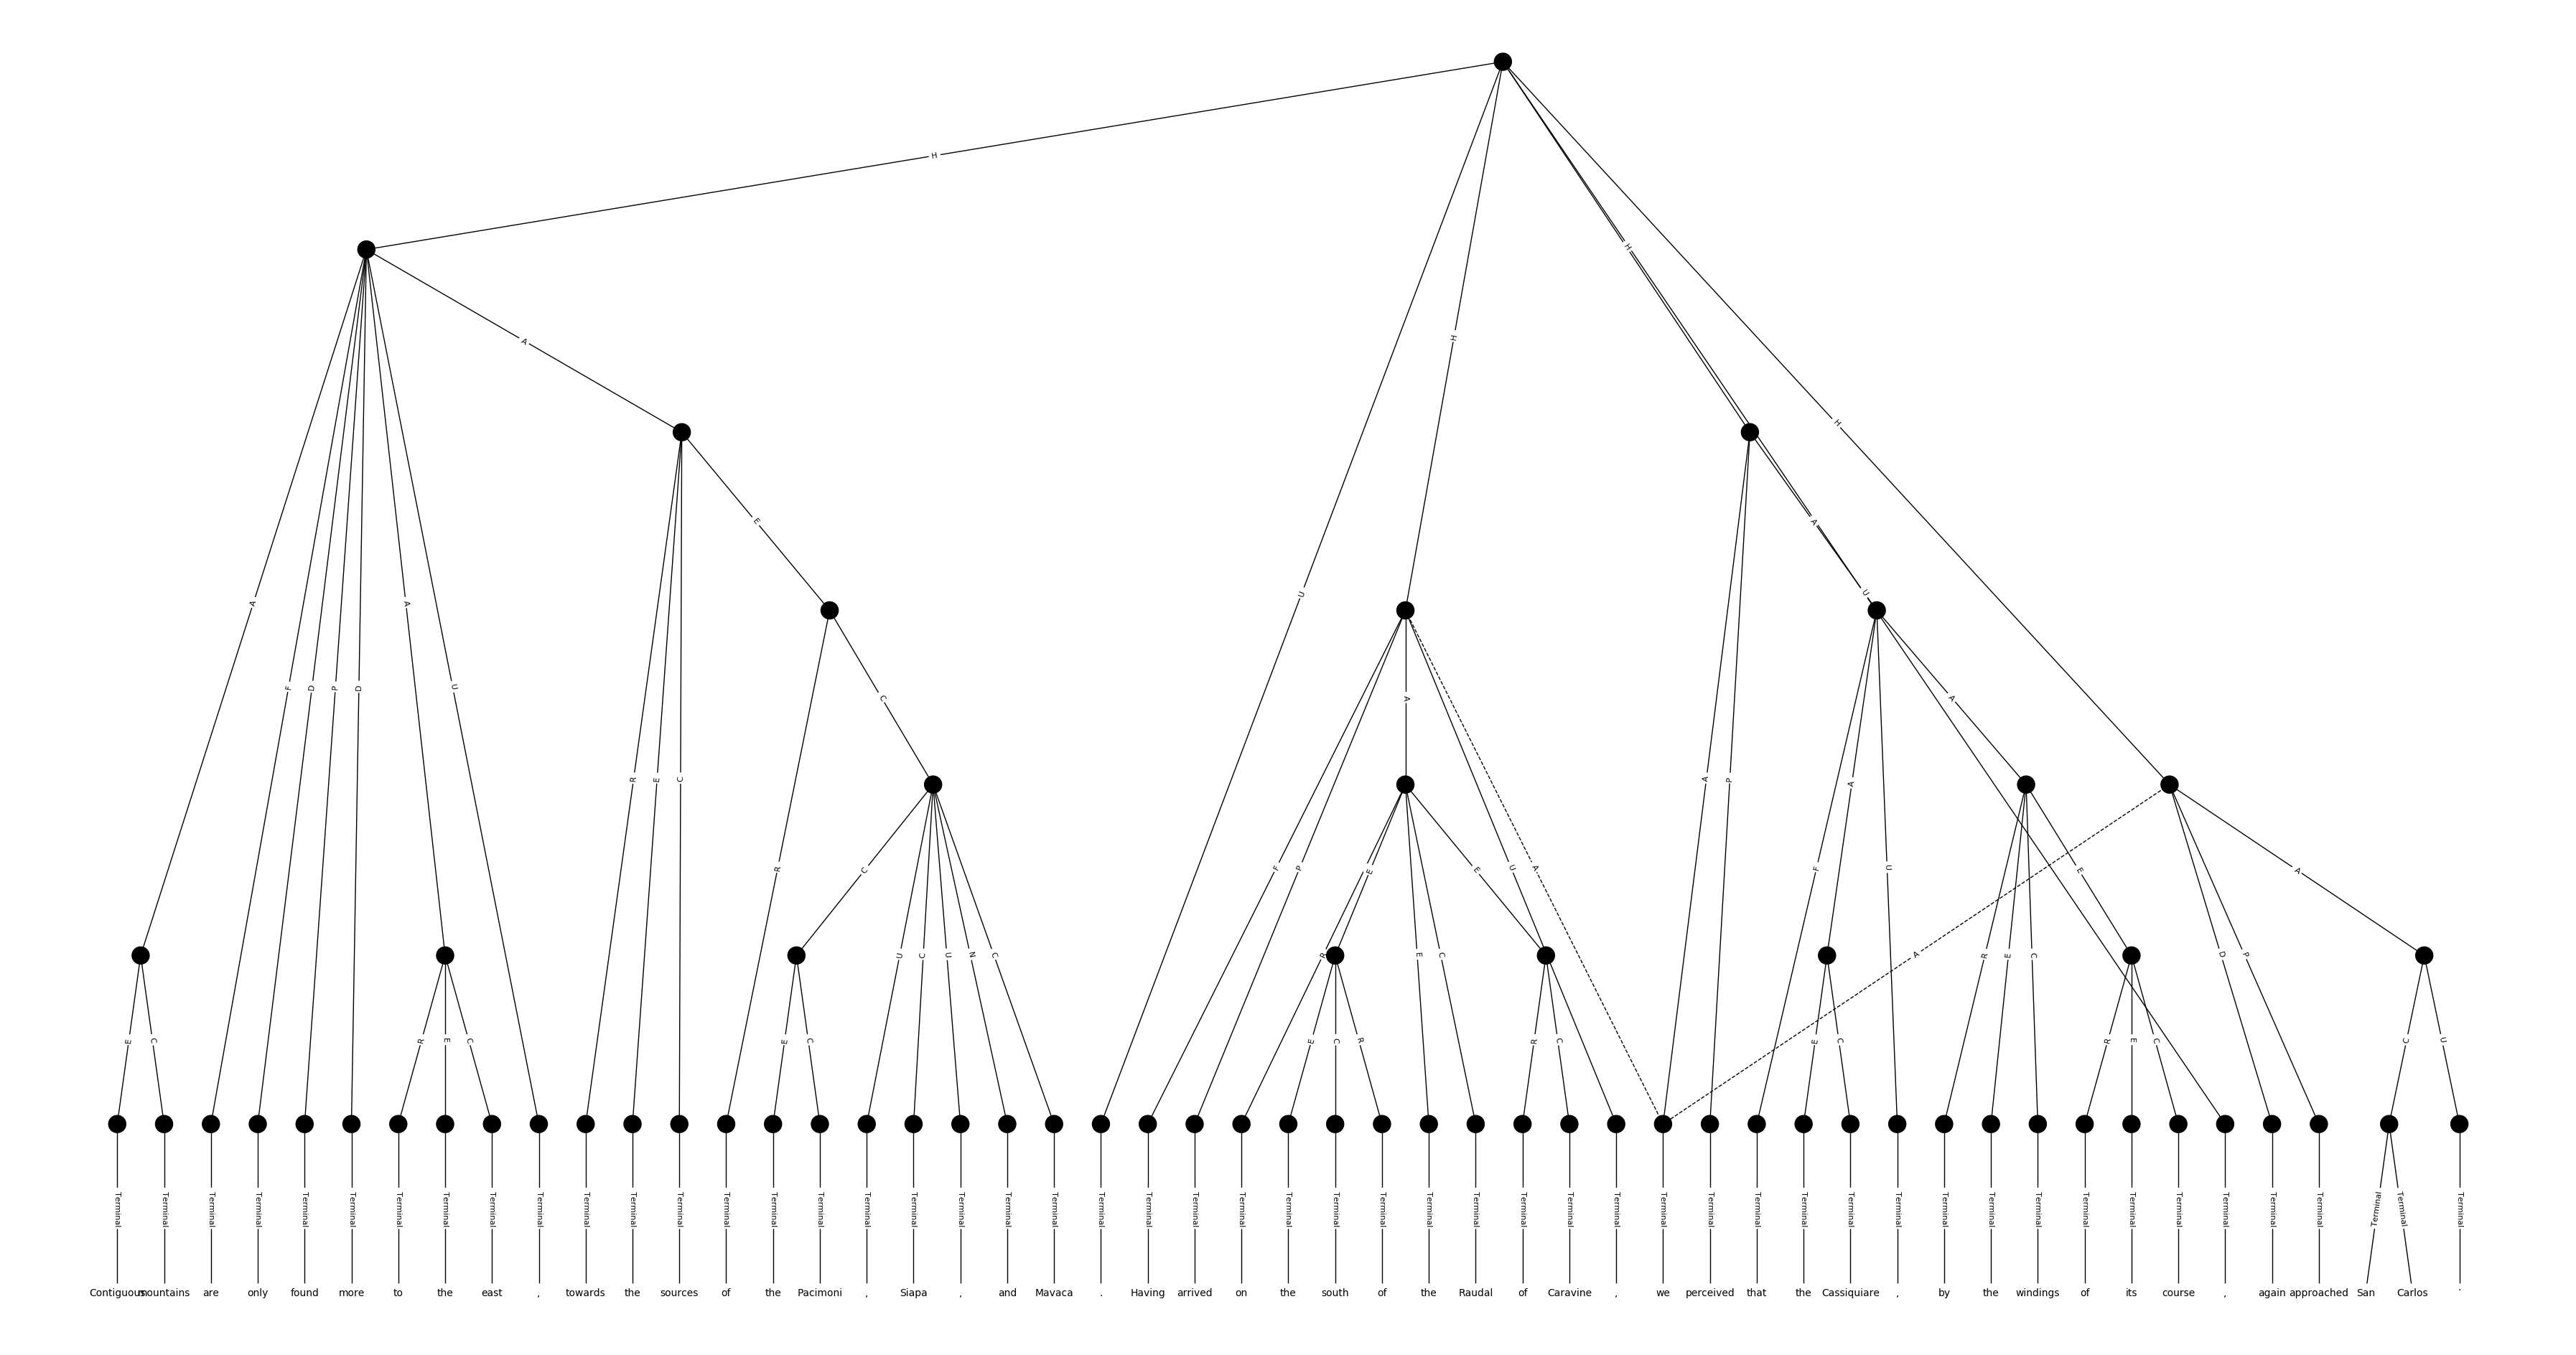 H
A
A
H
H
H
E
A
A
A
U
U
F D P D U
C
A
A
H
R E C
A P
A
R
C
F P E E U A
F
U
E
A
U C U N C
R
E C
R E C
A
D P
E C
R E C
E C
E C R
R C
E C
R E C
C U
Terminal Terminal Terminal Terminal Terminal Terminal Terminal Terminal Terminal Terminal Terminal Terminal Terminal Terminal Terminal Terminal Terminal Terminal Terminal Terminal Terminal Terminal Terminal Terminal Terminal Terminal Terminal Terminal Terminal Terminal Terminal Terminal Terminal Terminal Terminal Terminal Terminal Terminal Terminal Terminal Terminal Terminal Terminal Terminal Terminal Terminal Terminal Terminal Terminal Terminal Terminal
Contiguous mountains are only found more to the east , towards the sources of the Pacimoni , Siapa , and Mavaca . Having arrived on the south of the Raudal of Caravine , we perceived that the Cassiquiare , by the windings of its course , again approached San Carlos .